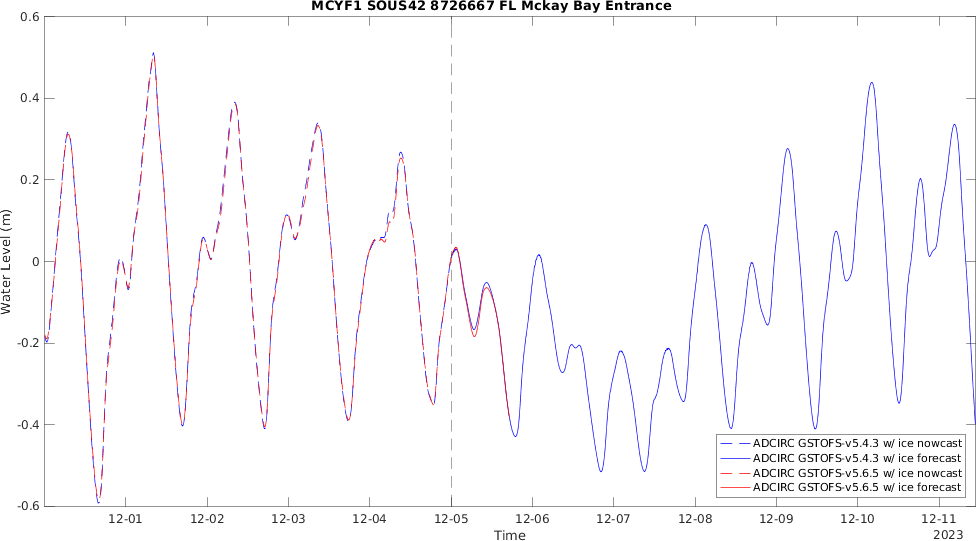 MCYF1 SOUS42 8726667 FL Mckay Bay Entrance
0.6
0.4
0.2
0
-0.2
-0.4
-0.6
Water Level (m)
12-01 12-02 12-03 12-04 12-05 12-06 12-07 12-08 12-09 12-10 12-11
Time
2023
ADCIRC GSTOFS-v5.4.3 w/ ice nowcast
ADCIRC GSTOFS-v5.4.3 w/ ice forecast
ADCIRC GSTOFS-v5.6.5 w/ ice nowcast
ADCIRC GSTOFS-v5.6.5 w/ ice forecast